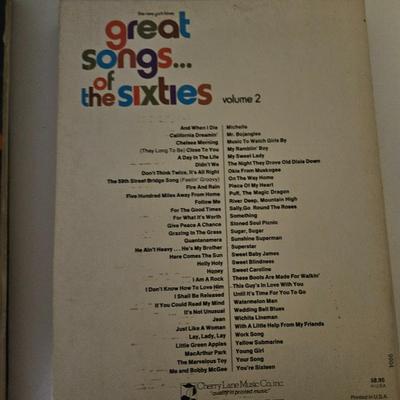 the new york times
great
songs...
of
the sixties
volume 2
And When I Die
California Dreamin'
Chelsea Morning
(They Long To Be) Close To You
A Day In The Life
Didn't We
Don't Think Twice, It's All Right
The 59th Street Bridge Song (Feelin' Groovy)
Fire And Rain
Five Hundred Miles Away From Home
Follow Me
For The Good Times
For What It's Worth
Give Peace A Chance
Grazing In The Grass
Guantanamera
He Ain't Heavy... He's My Brother
Here Comes The Sun
Holly Holy
Honey
I Am A Rock
I Don't Know How To Love Him
I Shall Be Released
If You Could Read My Mind
It's Not Unusual
Jean
Just Like A Woman
Lay, Lady, Lay
Little Green Apples
MacArthur Park
The Marvelous Toy
Me and Bobby McGee
Michelle
Mr. Bojangles
Music To Watch Girls By
My Ramblin' Boy
My Sweet Lady
The Night They Drove Old Dixie Down
Okie From Muskogee
On The Way Home
Piece Of My Heart
Puff, The Magic Dragon
River Deep, Mountain High
Sally, Go Round The Roses
Something
Stoned Soul Picnic
Sugar, Sugar
Sunshine Superman
Superstar
Sweet Baby James
Sweet Blindness
Sweet Caroline
These Boots Are Made For Walkin'
This Guy's In Love With You
Until It's Time For You To Go
Watermelon Man
Wedding Bell Blues
Wichita Lineman
With A Little Help From My Friends
Work Song
Yellow Submarine
Young Girl
Your Song
You're Sixteen
Cherry Lane Music Co., inc.
"quality in printed music"
$8.95
in U.S.A.
Printed in U.S.A.